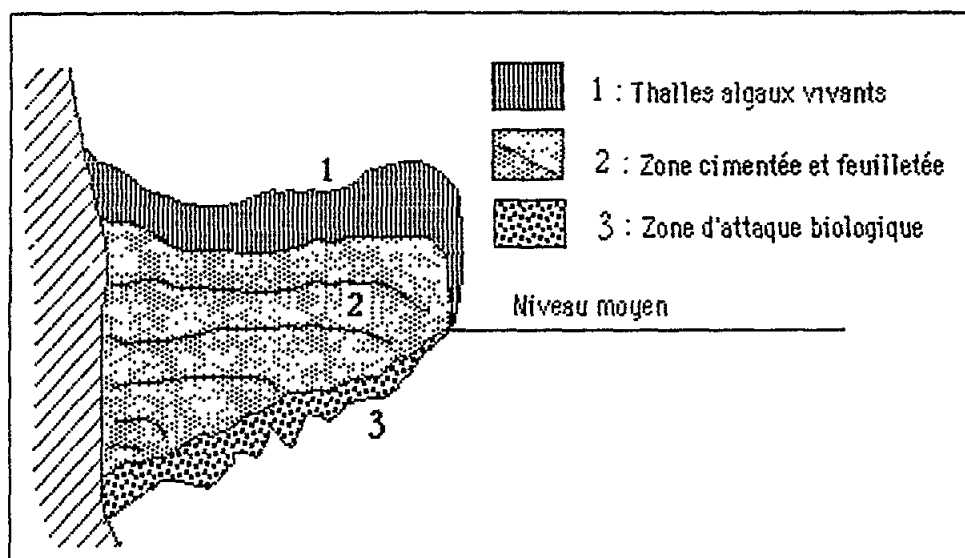 1 : Thalles algaux vivants
2 : Zone cimentée et feuilletée
3 : Zone d'attaque biologique
1
2
Niveau moyen
3